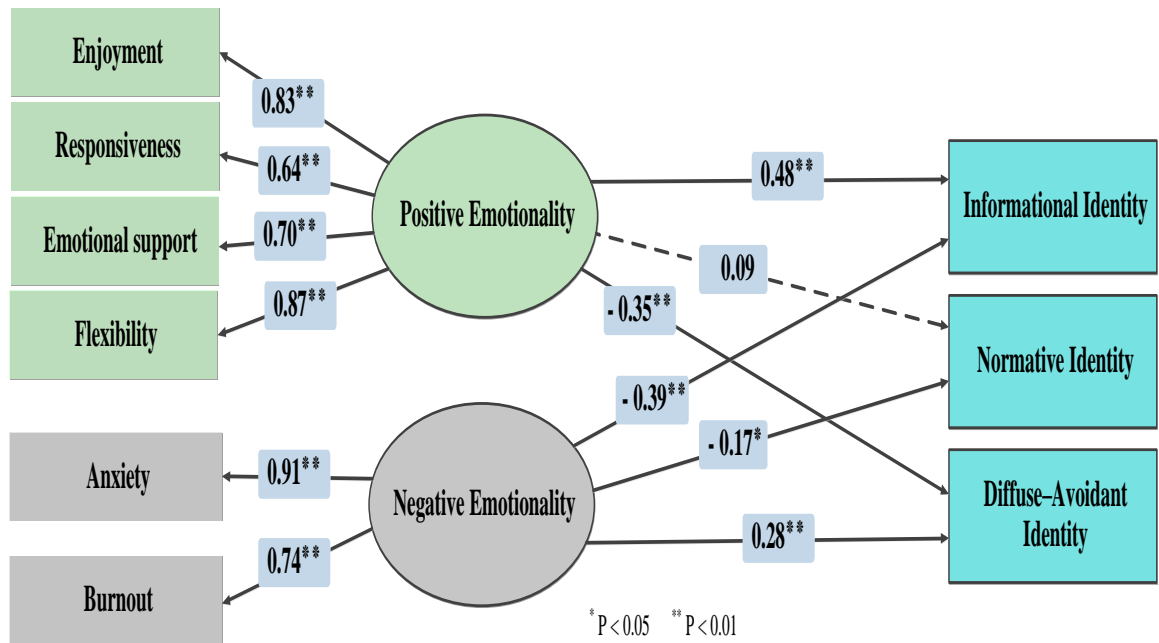 Enjoyment
0.83**
Responsiveness
0.64**
Emotional support
0.70**
Flexibility
0.87**
Positive Emotionality
0.48**
0.09
- 0.35**
Informational Identity
Normative Identity
Diffuse–Avoidant
Identity
Anxiety
0.91**
Burnout
0.74**
Negative Emotionality
- 0.39**
- 0.17*
0.28**
* P < 0.05 ** P < 0.01